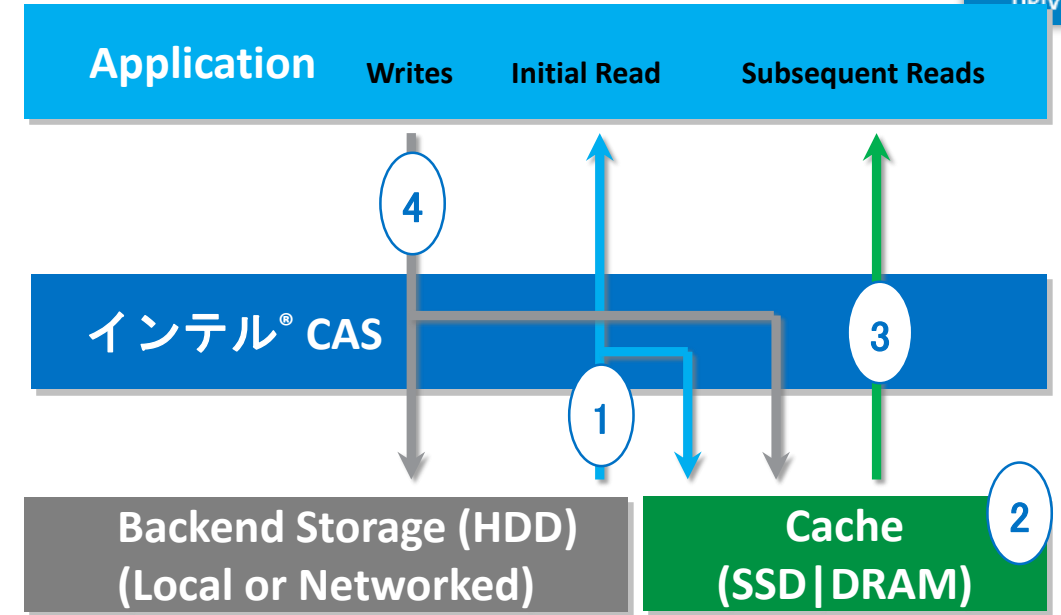 Application Writes Initial Read Subsequent Reads
4
インテル® CAS
3
1
Backend Storage (HDD)
(Local or Networked)
Cache
(SSD|DRAM)
2